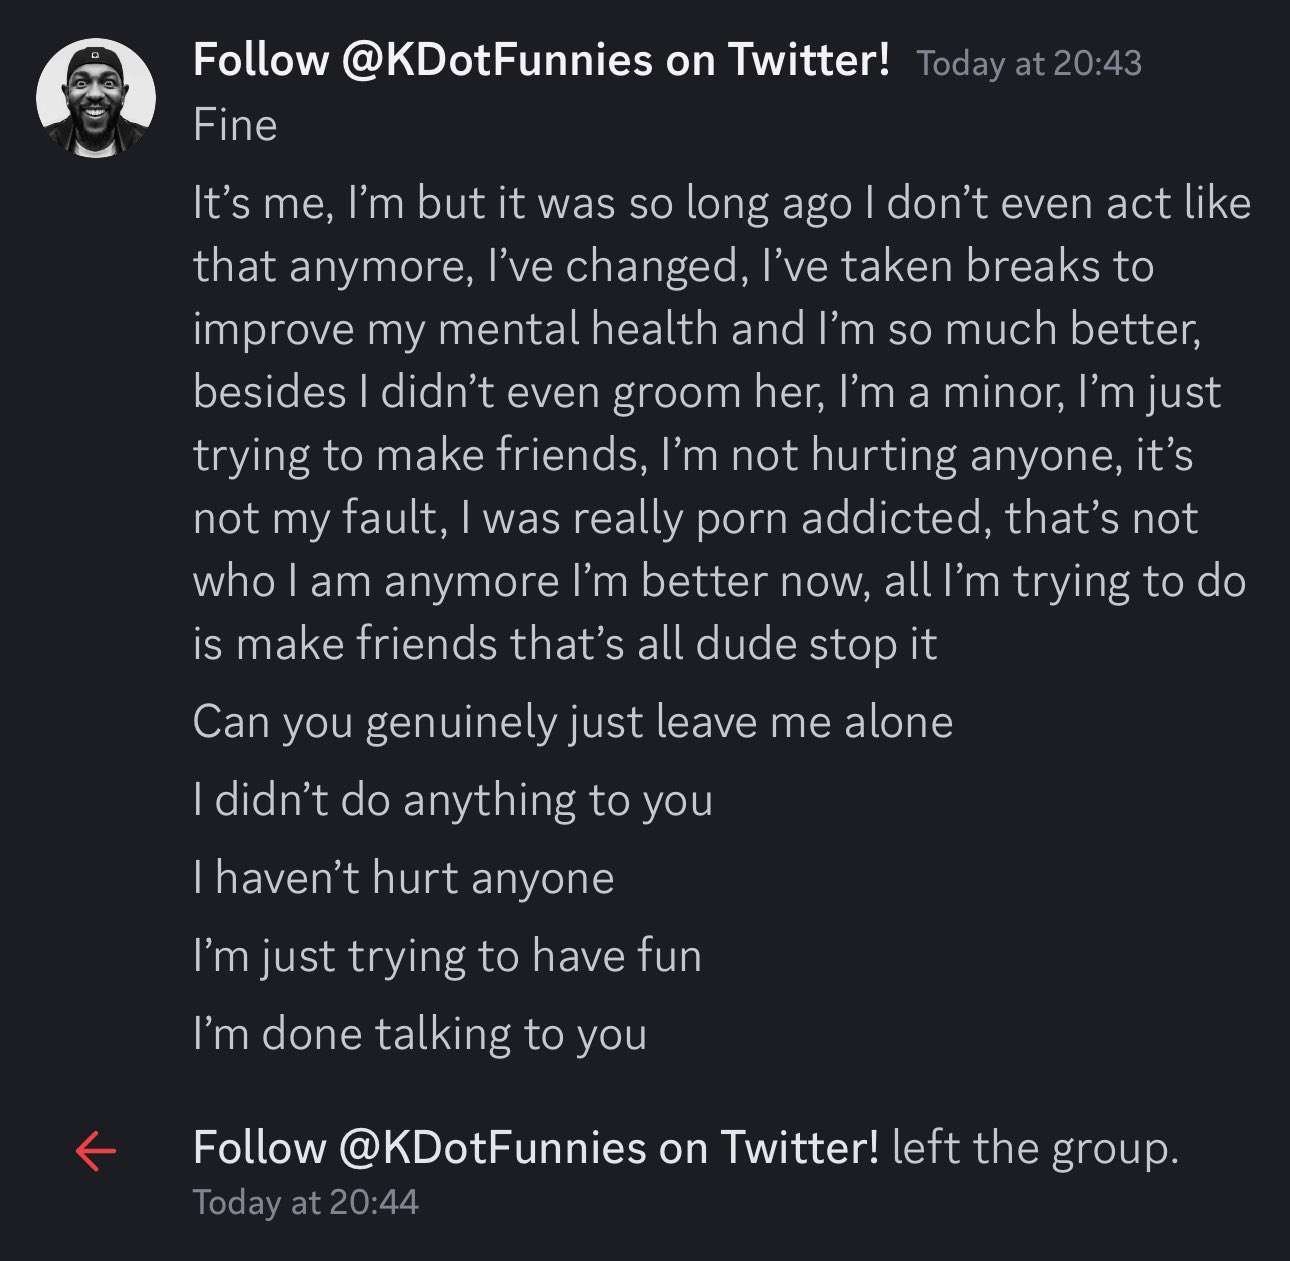 Follow @KDotFunnies on Twitter! Today at 20:43
Fine
It's me, I'm but it was so long ago I don't even act like
that anymore, I've changed, I've taken breaks to
improve my mental health and I'm so much better,
besides I didn't even groom her, I'm a minor, I'm just
trying to make friends, I'm not hurting anyone, it's
not my fault, I was really porn addicted, that's not
who I am anymore I'm better now, all I'm trying to do
is make friends that's all dude stop it
Can you genuinely just leave me alone
I didn't do anything to you
I haven't hurt anyone
I'm just trying to have fun
I'm done talking to you
Follow @KDotFunnies on Twitter! left the group.
Today at 20:44